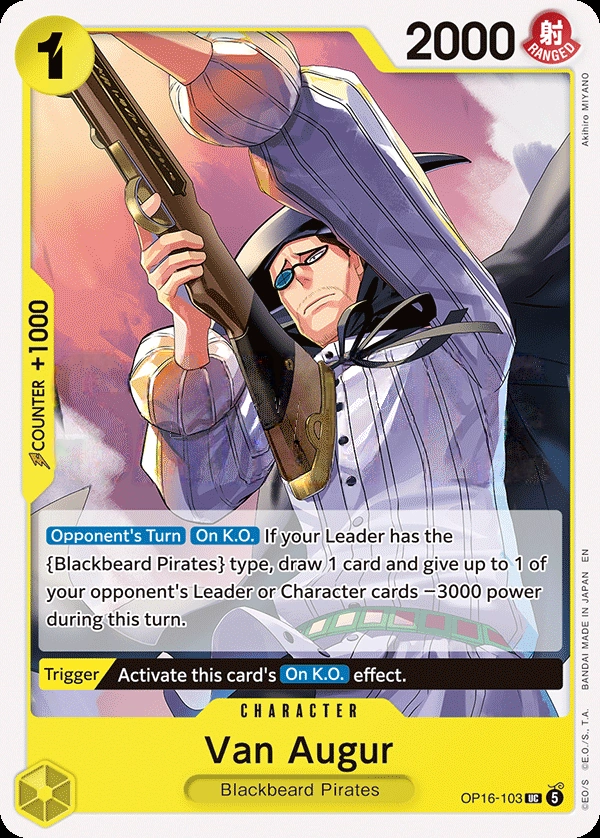 1
2000
射
RANGED
Akihiro MIYANO
COUNTER +1000
Opponent's Turn On K.O. If your Leader has the
{Blackbeard Pirates} type, draw 1 card and give up to 1 of
your opponent's Leader or Character cards −3000 power
during this turn.
Trigger Activate this card's On K.O. effect.
CHARACTER
Van Augur
Blackbeard Pirates
OP16-103 UC 5
©EO/S ©E.O./S., T.A. BANDAI MADE IN JAPAN EN